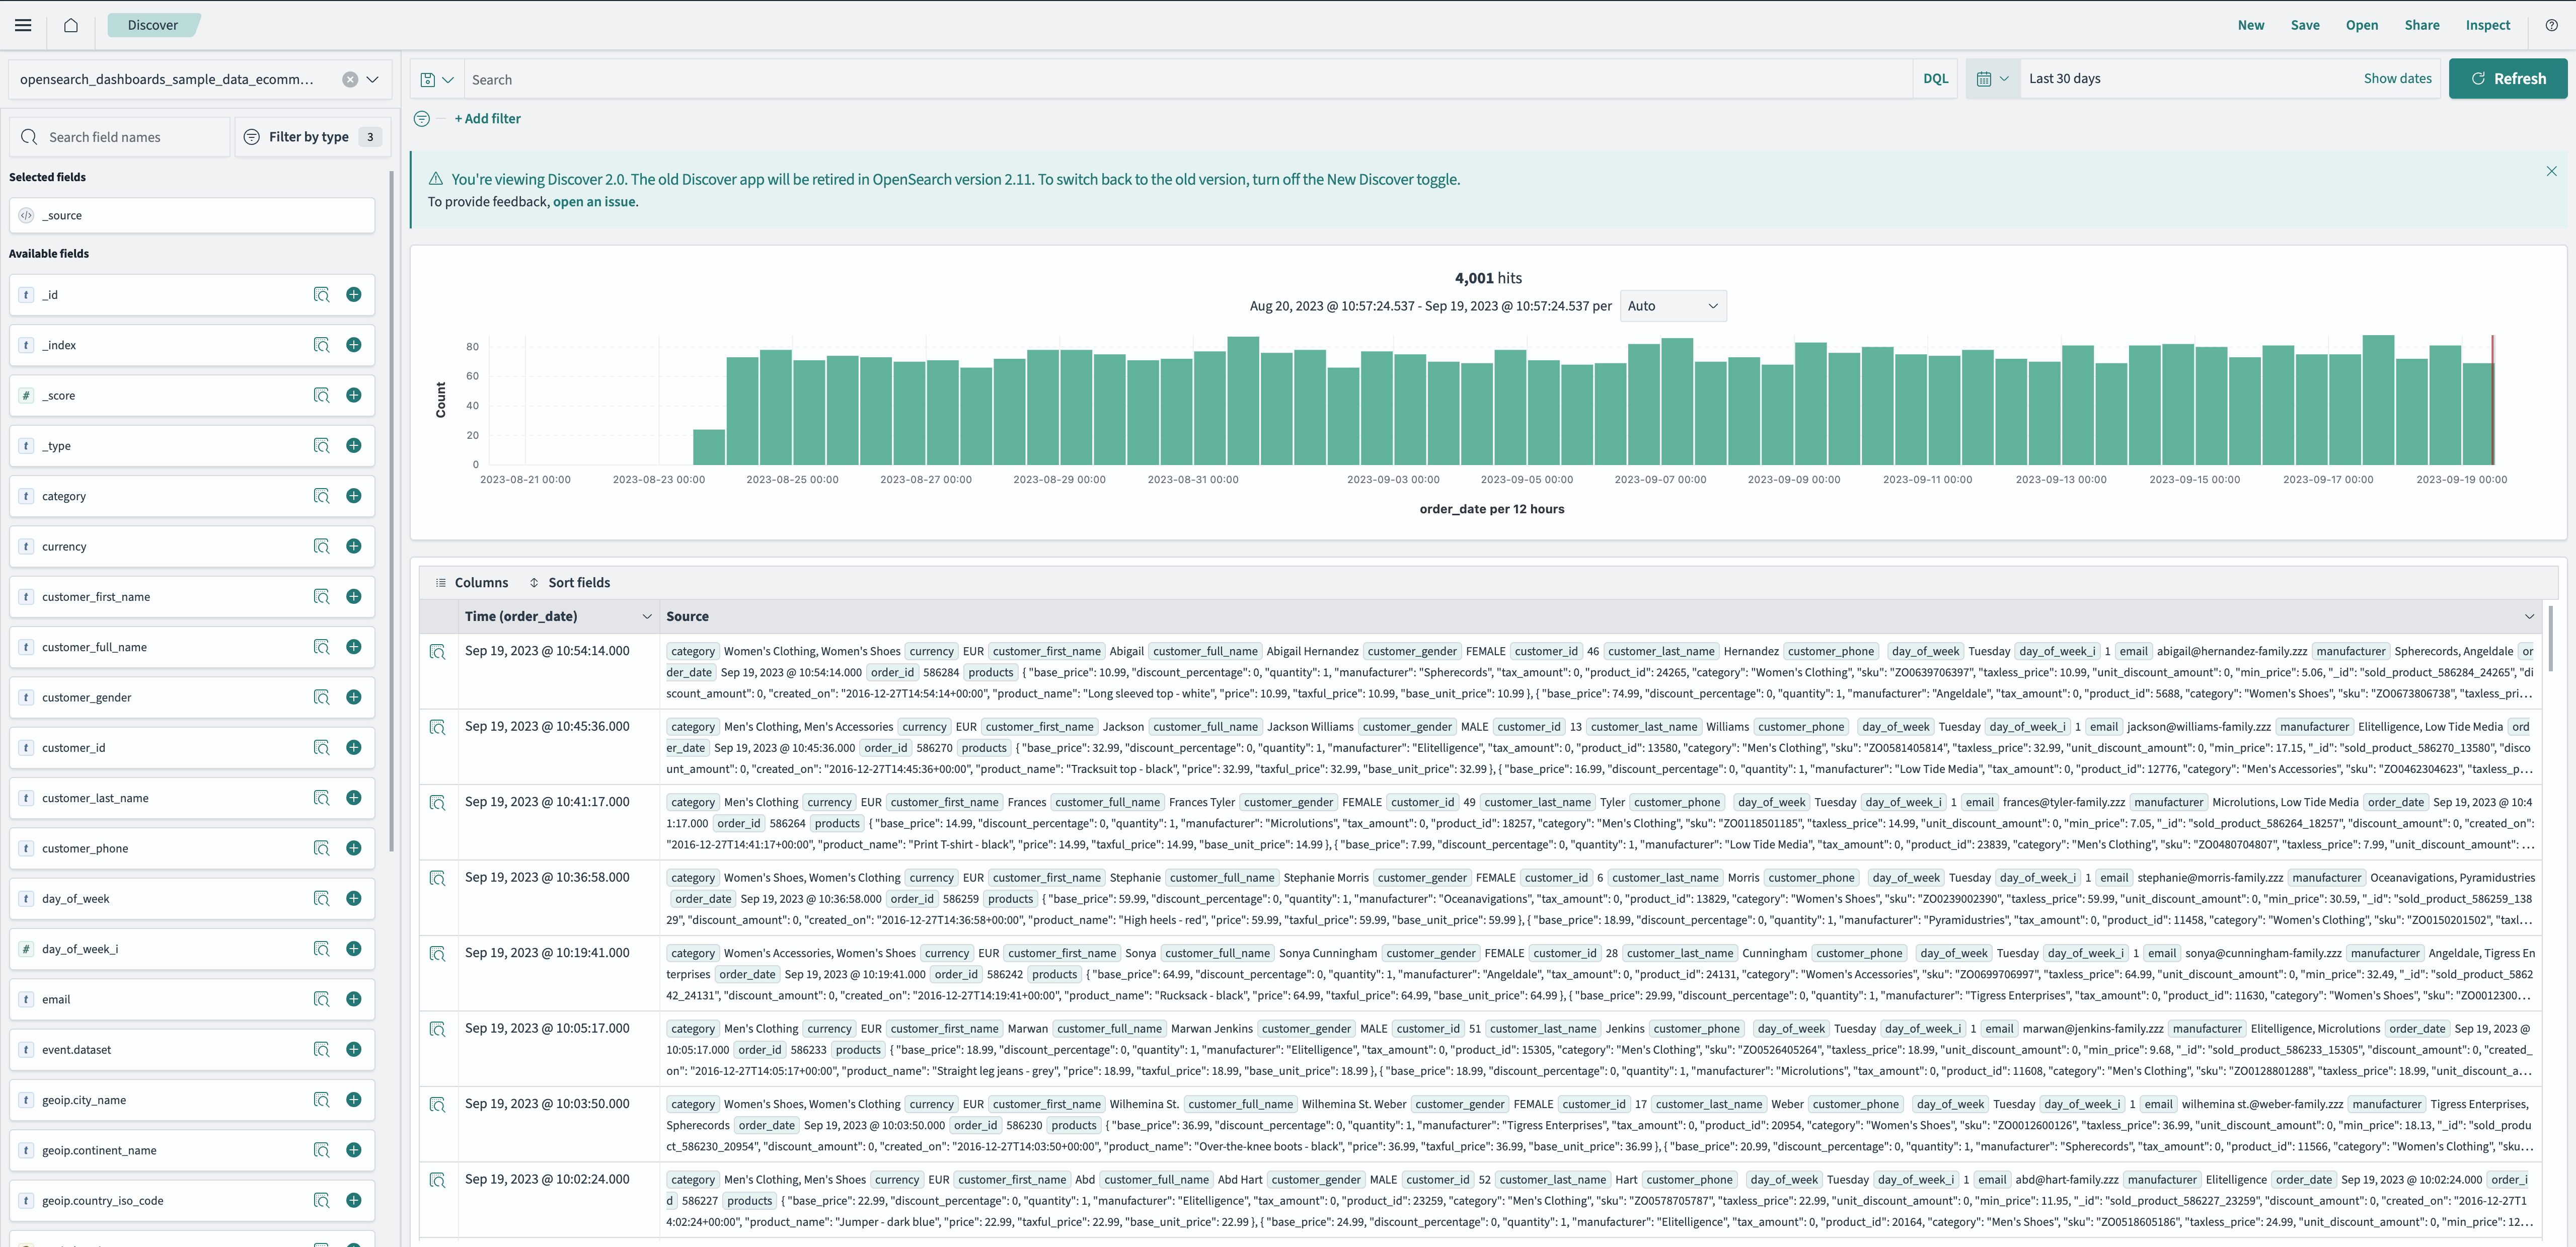 Discover
New Save Open Share Inspect
opensearch_dashboards_sample_data_ecomm...
Search
DQL
Last 30 days
Show dates
Refresh
+ Add filter
Search field names
Filter by type 3
Selected fields
_source
Available fields
t _id
t _index
# _score
t _type
t category
t currency
t customer_first_name
t customer_full_name
t customer_gender
t customer_id
t customer_last_name
t customer_phone
t day_of_week
# day_of_week_i
t email
t event.dataset
t geoip.city_name
t geoip.continent_name
t geoip.country_iso_code
You're viewing Discover 2.0. The old Discover app will be retired in OpenSearch version 2.11. To switch back to the old version, turn off the New Discover toggle.
To provide feedback, open an issue.
4,001 hits
Aug 20, 2023 @ 10:57:24.537 - Sep 19, 2023 @ 10:57:24.537 per Auto
Count
80
60
40
20
0
2023-08-21 00:00 2023-08-23 00:00 2023-08-25 00:00 2023-08-27 00:00 2023-08-29 00:00 2023-08-31 00:00 2023-09-03 00:00 2023-09-05 00:00 2023-09-07 00:00 2023-09-09 00:00 2023-09-11 00:00 2023-09-13 00:00 2023-09-15 00:00 2023-09-17 00:00 2023-09-19 00:00
order_date per 12 hours
Columns Sort fields
Time (order_date) Source
Sep 19, 2023 @ 10:54:14.000 category Women's Clothing, Women's Shoes currency EUR customer_first_name Abigail customer_full_name Abigail Hernandez customer_gender FEMALE customer_id 46 customer_last_name Hernandez customer_phone day_of_week Tuesday day_of_week_i 1 email abigail@hernandez-family.zzz manufacturer Spherecords, Angeldale or
der_date Sep 19, 2023 @ 10:54:14.000 order_id 586284 products { "base_price": 10.99, "discount_percentage": 0, "quantity": 1, "manufacturer": "Spherecords", "tax_amount": 0, "product_id": 24265, "category": "Women's Clothing", "sku": "ZO0639706397", "taxless_price": 10.99, "unit_discount_amount": 0, "min_price": 5.06, "_id": "sold_product_586284_24265", "di
scount_amount": 0, "created_on": "2016-12-27T14:54:14+00:00", "product_name": "Long sleeved top - white", "price": 10.99, "taxful_price": 10.99, "base_unit_price": 10.99 }, { "base_price": 74.99, "discount_percentage": 0, "quantity": 1, "manufacturer": "Angeldale", "tax_amount": 0, "product_id": 5688, "category": "Women's Shoes", "sku": "ZO0673806738", "taxless_pri...
Sep 19, 2023 @ 10:45:36.000 category Men's Clothing, Men's Accessories currency EUR customer_first_name Jackson customer_full_name Jackson Williams customer_gender MALE customer_id 13 customer_last_name Williams customer_phone day_of_week Tuesday day_of_week_i 1 email jackson@williams-family.zzz manufacturer Elitelligence, Low Tide Media ord
er_date Sep 19, 2023 @ 10:45:36.000 order_id 586270 products { "base_price": 32.99, "discount_percentage": 0, "quantity": 1, "manufacturer": "Elitelligence", "tax_amount": 0, "product_id": 13580, "category": "Men's Clothing", "sku": "ZO0581405814", "taxless_price": 32.99, "unit_discount_amount": 0, "min_price": 17.15, "_id": "sold_product_586270_13580", "disco
unt_amount": 0, "created_on": "2016-12-27T14:45:36+00:00", "product_name": "Tracksuit top - black", "price": 32.99, "taxful_price": 32.99, "base_unit_price": 32.99 }, { "base_price": 16.99, "discount_percentage": 0, "quantity": 1, "manufacturer": "Low Tide Media", "tax_amount": 0, "product_id": 12776, "category": "Men's Accessories", "sku": "ZO0462304623", "taxless_p...
Sep 19, 2023 @ 10:41:17.000 category Men's Clothing currency EUR customer_first_name Frances customer_full_name Frances Tyler customer_gender FEMALE customer_id 49 customer_last_name Tyler customer_phone day_of_week Tuesday day_of_week_i 1 email frances@tyler-family.zzz manufacturer Microlutions, Low Tide Media order_date Sep 19, 2023 @ 10:4
1:17.000 order_id 586264 products { "base_price": 14.99, "discount_percentage": 0, "quantity": 1, "manufacturer": "Microlutions", "tax_amount": 0, "product_id": 18257, "category": "Men's Clothing", "sku": "ZO0118501185", "taxless_price": 14.99, "unit_discount_amount": 0, "min_price": 7.05, "_id": "sold_product_586264_18257", "discount_amount": 0, "created_on":
"2016-12-27T14:41:17+00:00", "product_name": "Print T-shirt - black", "price": 14.99, "taxful_price": 14.99, "base_unit_price": 14.99 }, { "base_price": 7.99, "discount_percentage": 0, "quantity": 1, "manufacturer": "Low Tide Media", "tax_amount": 0, "product_id": 23839, "category": "Men's Clothing", "sku": "ZO0480704807", "taxless_price": 7.99, "unit_discount_amount": ...
Sep 19, 2023 @ 10:36:58.000 category Women's Shoes, Women's Clothing currency EUR customer_first_name Stephanie customer_full_name Stephanie Morris customer_gender FEMALE customer_id 6 customer_last_name Morris customer_phone day_of_week Tuesday day_of_week_i 1 email stephanie@morris-family.zzz manufacturer Oceanavigations, Pyramidustries
order_date Sep 19, 2023 @ 10:36:58.000 order_id 586259 products { "base_price": 59.99, "discount_percentage": 0, "quantity": 1, "manufacturer": "Oceanavigations", "tax_amount": 0, "product_id": 13829, "category": "Women's Shoes", "sku": "ZO0239002390", "taxless_price": 59.99, "unit_discount_amount": 0, "min_price": 30.59, "_id": "sold_product_586259_138
29", "discount_amount": 0, "created_on": "2016-12-27T14:36:58+00:00", "product_name": "High heels - red", "price": 59.99, "taxful_price": 59.99, "base_unit_price": 59.99 }, { "base_price": 18.99, "discount_percentage": 0, "quantity": 1, "manufacturer": "Pyramidustries", "tax_amount": 0, "product_id": 11458, "category": "Women's Clothing", "sku": "ZO0150201502", "taxl...
Sep 19, 2023 @ 10:19:41.000 category Women's Accessories, Women's Shoes currency EUR customer_first_name Sonya customer_full_name Sonya Cunningham customer_gender FEMALE customer_id 28 customer_last_name Cunningham customer_phone day_of_week Tuesday day_of_week_i 1 email sonya@cunningham-family.zzz manufacturer Angeldale, Tigress En
terprises order_date Sep 19, 2023 @ 10:19:41.000 order_id 586242 products { "base_price": 64.99, "discount_percentage": 0, "quantity": 1, "manufacturer": "Angeldale", "tax_amount": 0, "product_id": 24131, "category": "Women's Accessories", "sku": "ZO0699706997", "taxless_price": 64.99, "unit_discount_amount": 0, "min_price": 32.49, "_id": "sold_product_5862
42_24131", "discount_amount": 0, "created_on": "2016-12-27T14:19:41+00:00", "product_name": "Rucksack - black", "price": 64.99, "taxful_price": 64.99, "base_unit_price": 64.99 }, { "base_price": 29.99, "discount_percentage": 0, "quantity": 1, "manufacturer": "Tigress Enterprises", "tax_amount": 0, "product_id": 11630, "category": "Women's Shoes", "sku": "ZO0012300...
Sep 19, 2023 @ 10:05:17.000 category Men's Clothing currency EUR customer_first_name Marwan customer_full_name Marwan Jenkins customer_gender MALE customer_id 51 customer_last_name Jenkins customer_phone day_of_week Tuesday day_of_week_i 1 email marwan@jenkins-family.zzz manufacturer Elitelligence, Microlutions order_date Sep 19, 2023 @
10:05:17.000 order_id 586233 products { "base_price": 18.99, "discount_percentage": 0, "quantity": 1, "manufacturer": "Elitelligence", "tax_amount": 0, "product_id": 15305, "category": "Men's Clothing", "sku": "ZO0526405264", "taxless_price": 18.99, "unit_discount_amount": 0, "min_price": 9.68, "_id": "sold_product_586233_15305", "discount_amount": 0, "created_
on": "2016-12-27T14:05:17+00:00", "product_name": "Straight leg jeans - grey", "price": 18.99, "taxful_price": 18.99, "base_unit_price": 18.99 }, { "base_price": 18.99, "discount_percentage": 0, "quantity": 1, "manufacturer": "Microlutions", "tax_amount": 0, "product_id": 11608, "category": "Men's Clothing", "sku": "ZO0128801288", "taxless_price": 18.99, "unit_discount_a...
Sep 19, 2023 @ 10:03:50.000 category Women's Shoes, Women's Clothing currency EUR customer_first_name Wilhemina St. customer_full_name Wilhemina St. Weber customer_gender FEMALE customer_id 17 customer_last_name Weber customer_phone day_of_week Tuesday day_of_week_i 1 email wilhemina st.@weber-family.zzz manufacturer Tigress Enterprises,
Spherecords order_date Sep 19, 2023 @ 10:03:50.000 order_id 586230 products { "base_price": 36.99, "discount_percentage": 0, "quantity": 1, "manufacturer": "Tigress Enterprises", "tax_amount": 0, "product_id": 20954, "category": "Women's Shoes", "sku": "ZO0012600126", "taxless_price": 36.99, "unit_discount_amount": 0, "min_price": 18.13, "_id": "sold_produ
ct_586230_20954", "discount_amount": 0, "created_on": "2016-12-27T14:03:50+00:00", "product_name": "Over-the-knee boots - black", "price": 36.99, "taxful_price": 36.99, "base_unit_price": 36.99 }, { "base_price": 20.99, "discount_percentage": 0, "quantity": 1, "manufacturer": "Spherecords", "tax_amount": 0, "product_id": 11566, "category": "Women's Clothing", "sku...
Sep 19, 2023 @ 10:02:24.000 category Men's Clothing, Men's Shoes currency EUR customer_first_name Abd customer_full_name Abd Hart customer_gender MALE customer_id 52 customer_last_name Hart customer_phone day_of_week Tuesday day_of_week_i 1 email abd@hart-family.zzz manufacturer Elitelligence order_date Sep 19, 2023 @ 10:02:24.000 order_i
d 586227 products { "base_price": 22.99, "discount_percentage": 0, "quantity": 1, "manufacturer": "Elitelligence", "tax_amount": 0, "product_id": 23259, "category": "Men's Clothing", "sku": "ZO0578705787", "taxless_price": 22.99, "unit_discount_amount": 0, "min_price": 11.95, "_id": "sold_product_586227_23259", "discount_amount": 0, "created_on": "2016-12-27T1
4:02:24+00:00", "product_name": "Jumper - dark blue", "price": 22.99, "taxful_price": 22.99, "base_unit_price": 22.99 }, { "base_price": 24.99, "discount_percentage": 0, "quantity": 1, "manufacturer": "Elitelligence", "tax_amount": 0, "product_id": 20164, "category": "Men's Shoes", "sku": "ZO0518605186", "taxless_price": 24.99, "unit_discount_amount": 0, "min_price": 12...